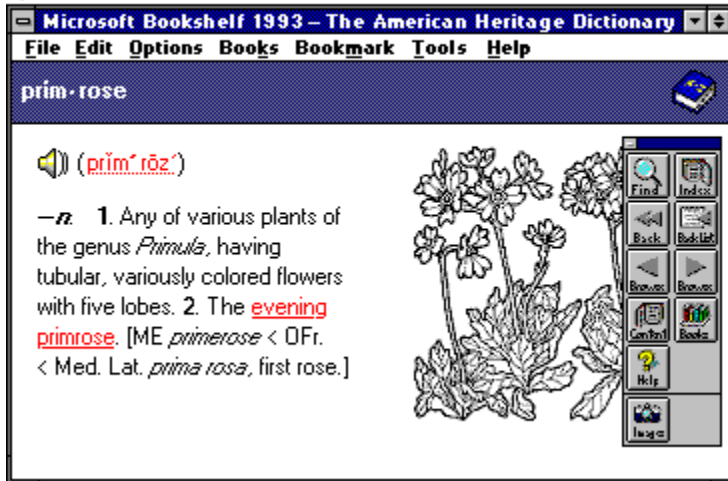 Microsoft Bookshelf 1993 – The American Heritage Dictionary
File Edit Options Books Bookmark Tools Help
prim·rose
(prĭm´ rōz´)
—n. 1. Any of various plants of
the genus Primula, having
tubular, variously colored flowers
with five lobes. 2. The evening
primrose. [ME primerose < OFr.
< Med. Lat. prima rosa, first rose.]
Find Index
Back BackList
Browse Browse
Content Books
Help
Images